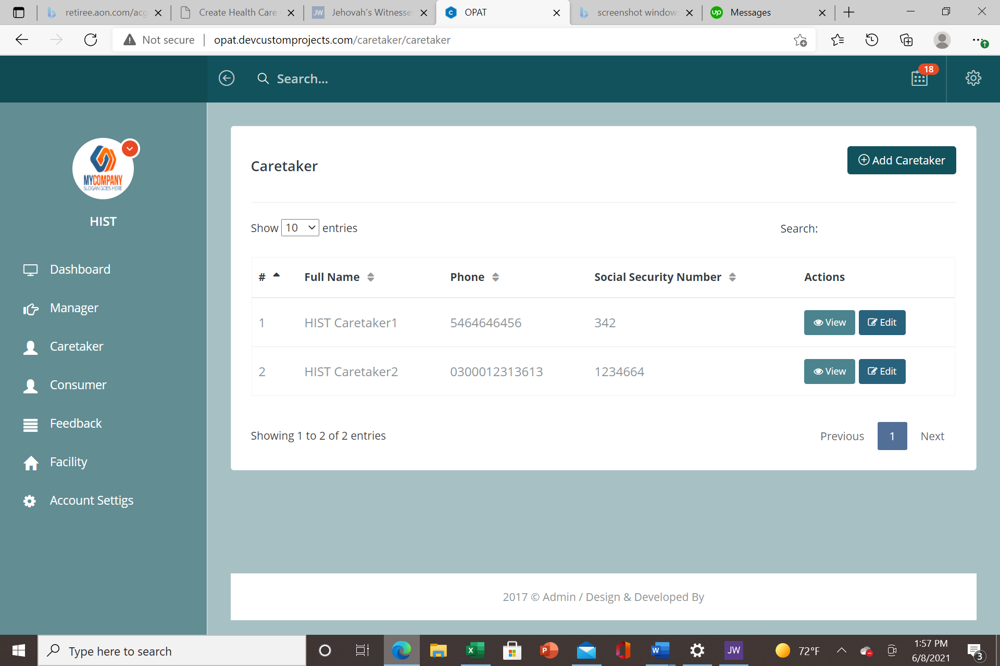 retiree.aon.com/acq
Create Health Care
JW
Jehovah's Witnesse
OPAT
screenshot window
up
Messages
Not secure
opat.devcustomprojects.com/caretaker/caretaker
Search...
18
MYCOMPANY
SLOGAN GOES HERE
HIST
Dashboard
Manager
Caretaker
Consumer
Feedback
Facility
Account Settigs
Caretaker
Add Caretaker
Show 10 entries
Search:
# Full Name Phone Social Security Number Actions
1 HIST Caretaker1 5464646456 342 View Edit
2 HIST Caretaker2 0300012313613 1234664 View Edit
Showing 1 to 2 of 2 entries
Previous 1 Next
2017 © Admin / Design & Developed By
Type here to search
X
P
W
JW
72°F
1:57 PM
6/8/2021
3